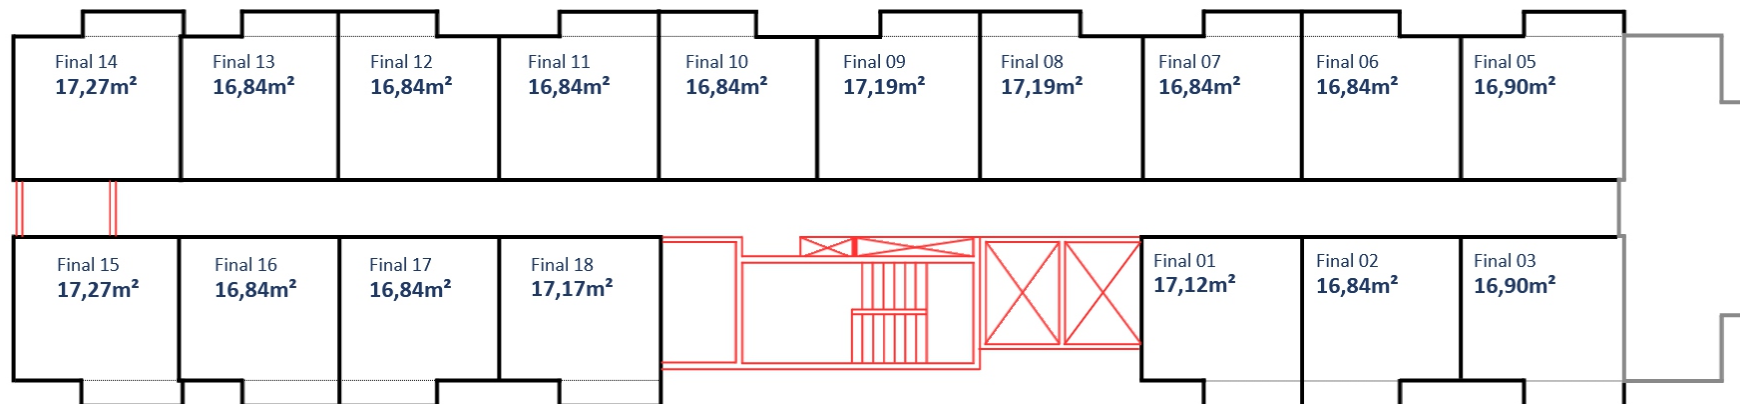 Final 14
17,27m²
Final 13
16,84m²
Final 12
16,84m²
Final 11
16,84m²
Final 10
16,84m²
Final 09
17,19m²
Final 08
17,19m²
Final 07
16,84m²
Final 06
16,84m²
Final 05
16,90m²
Final 15
17,27m²
Final 16
16,84m²
Final 17
16,84m²
Final 18
17,17m²
Final 01
17,12m²
Final 02
16,84m²
Final 03
16,90m²